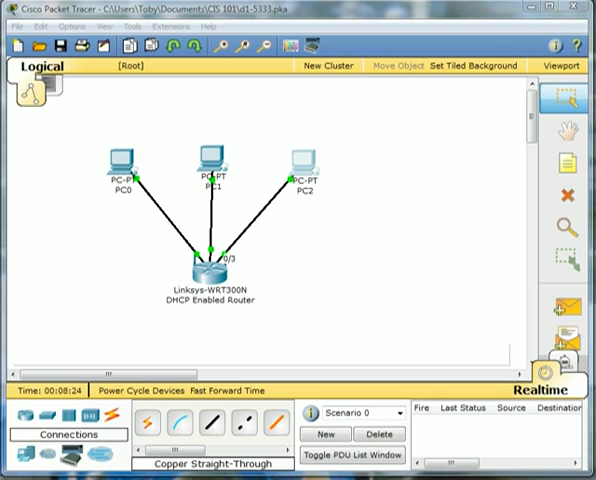 Cisco Packet Tracer - C:\Users\Toby\Documents\CIS 101\d1-5333.pka
File Edit Options View Tools Extensions Help
Logical [Root] New Cluster Move Object Set Tiled Background Viewport
PC-PT
PC0
PC-PT
PC1
PC-PT
PC2
0/3
Linksys-WRT300N
DHCP Enabled Router
Time: 00:08:24 Power Cycle Devices Fast Forward Time Realtime
Scenario 0
Fire Last Status Source Destination
Connections
New Delete
Toggle PDU List Window
Copper Straight-Through